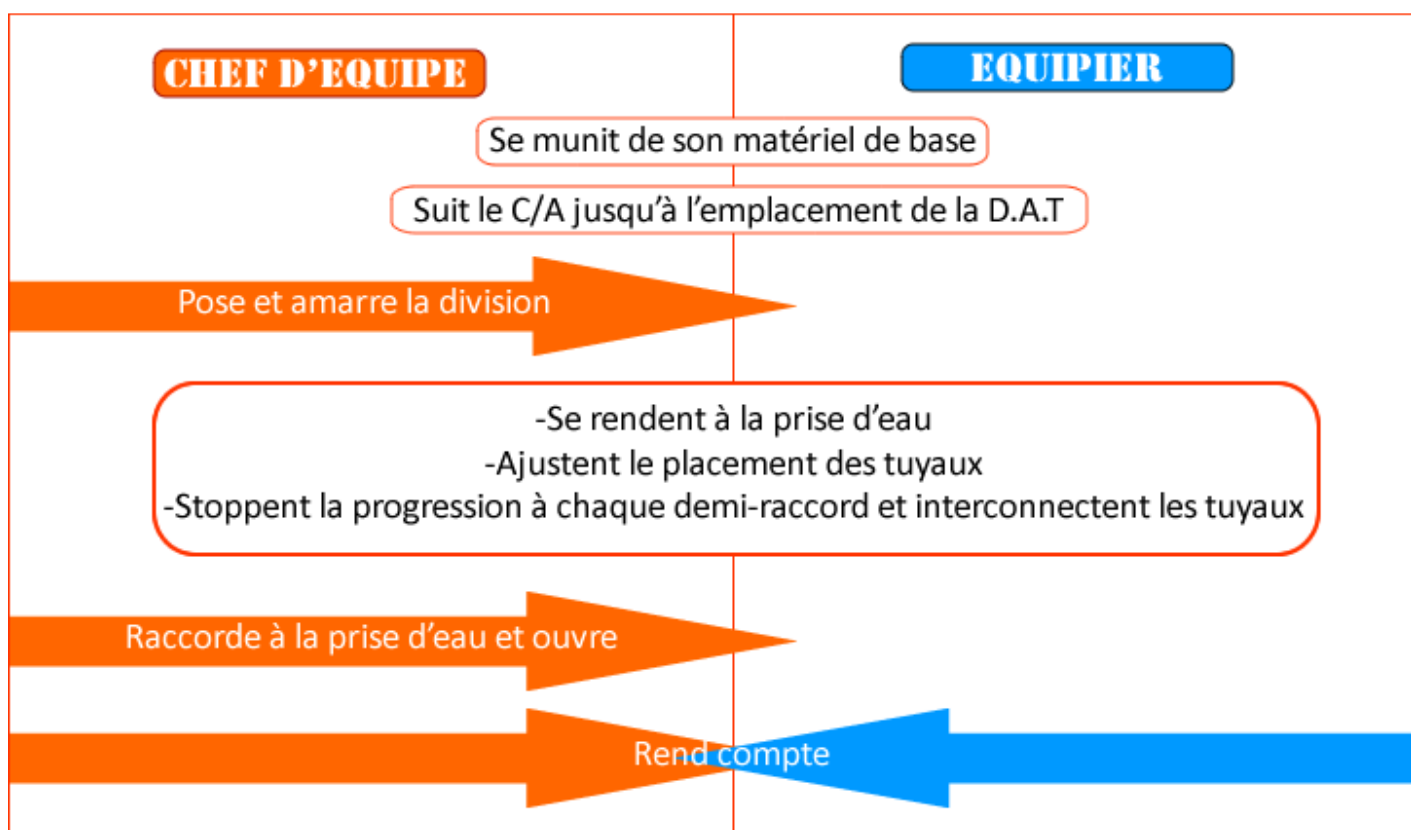 CHEF D'EQUIPE
EQUIPIER
Se munit de son matériel de base
Suit le C/A jusqu'à l'emplacement de la D.A.T
Pose et amarre la division
-Se rendent à la prise d'eau
-Ajustent le placement des tuyaux
-Stoppent la progression à chaque demi-raccord et interconnectent les tuyaux
Raccorde à la prise d'eau et ouvre
Rend compte